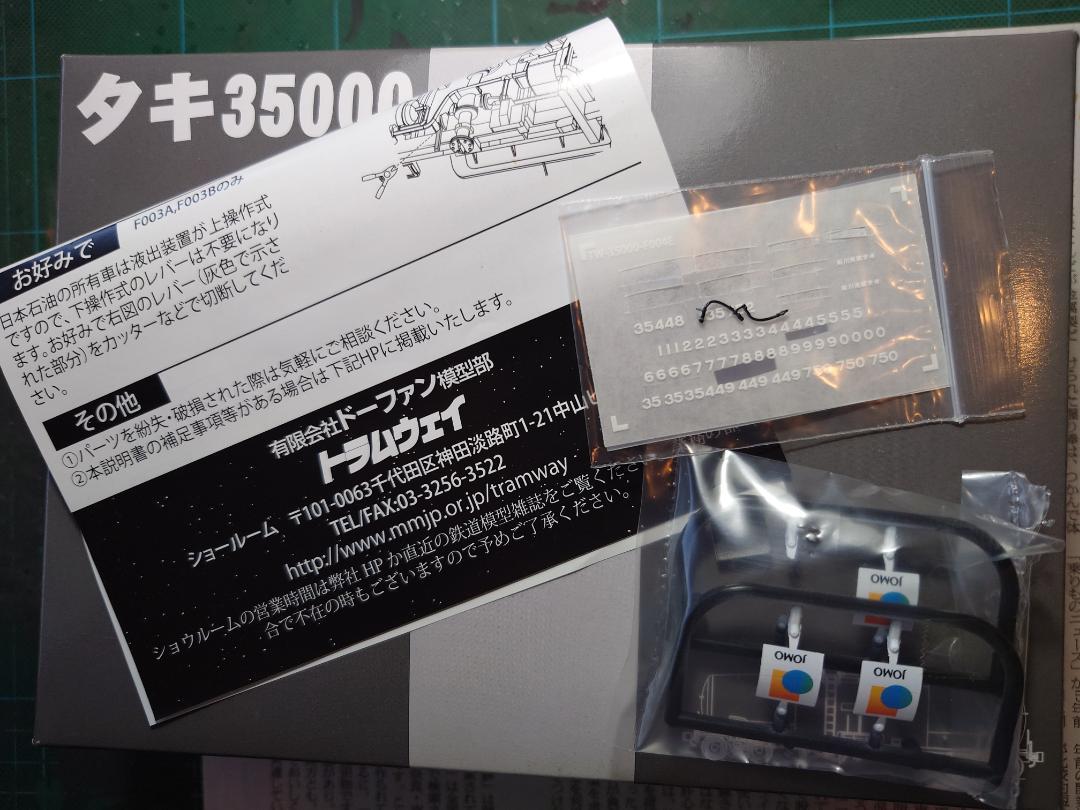 タキ35000
F003A,F003Bのみ
お好みで
日本石油の所有車は液出装置が上操作式
ですので、下操作式のレバーは不要になり
ます。お好みで右図のレバー(灰色で示さ
れた部分)をカッターなどで切断してくだ
さい。
その他
①パーツを紛失・破損された際は気軽にご相談ください。
②本説明書の補足事項等がある場合は下記HPに掲載いたします。
有限会社ドーファン模型部
トラムウェイ
ショールーム 〒101-0063千代田区神田淡路町1-21中山ビ
TEL/FAX:03-3256-3522
http://www.mmjp.or.jp/tramway
ショウルームの営業時間は弊社HPか直近の鉄道模型雑誌をご覧くださ
合で不在の時もございますので予めご了承ください。
TW-35000-F004E
35448
111222333444445555
66667777888899990000
35 35 35 449 449 449 750 750
JOMO
JOMO
JOMO